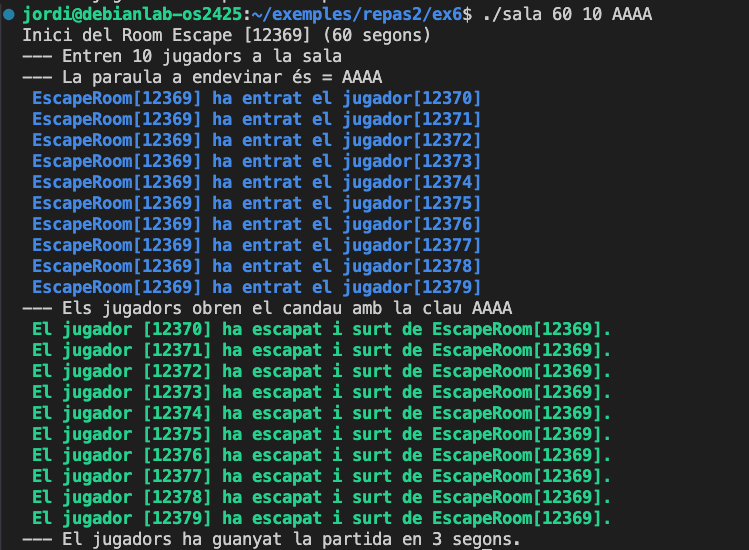 jordi@debianlab-os2425:~/exemples/repas2/ex6$ ./sala 60 10 AAAA
Inici del Room Escape [12369] (60 segons)
--- Entren 10 jugadors a la sala
--- La paraula a endevinar és = AAAA
EscapeRoom[12369] ha entrat el jugador[12370]
EscapeRoom[12369] ha entrat el jugador[12371]
EscapeRoom[12369] ha entrat el jugador[12372]
EscapeRoom[12369] ha entrat el jugador[12373]
EscapeRoom[12369] ha entrat el jugador[12374]
EscapeRoom[12369] ha entrat el jugador[12375]
EscapeRoom[12369] ha entrat el jugador[12376]
EscapeRoom[12369] ha entrat el jugador[12377]
EscapeRoom[12369] ha entrat el jugador[12378]
EscapeRoom[12369] ha entrat el jugador[12379]
--- Els jugadors obren el candau amb la clau AAAA
El jugador [12370] ha escapat i surt de EscapeRoom[12369].
El jugador [12371] ha escapat i surt de EscapeRoom[12369].
El jugador [12372] ha escapat i surt de EscapeRoom[12369].
El jugador [12373] ha escapat i surt de EscapeRoom[12369].
El jugador [12374] ha escapat i surt de EscapeRoom[12369].
El jugador [12375] ha escapat i surt de EscapeRoom[12369].
El jugador [12376] ha escapat i surt de EscapeRoom[12369].
El jugador [12377] ha escapat i surt de EscapeRoom[12369].
El jugador [12378] ha escapat i surt de EscapeRoom[12369].
El jugador [12379] ha escapat i surt de EscapeRoom[12369].
--- El jugadors ha guanyat la partida en 3 segons.